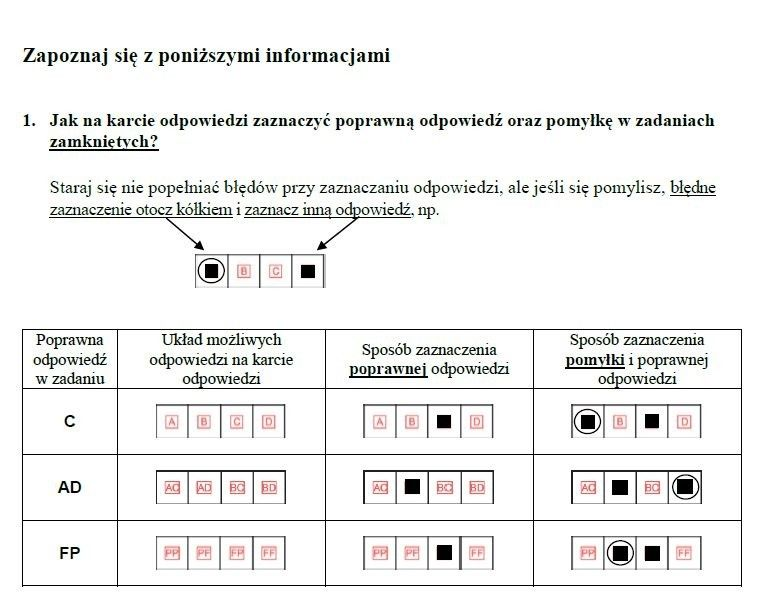 Zapoznaj się z poniższymi informacjami
1. Jak na karcie odpowiedzi zaznaczyć poprawną odpowiedź oraz pomyłkę w zadaniach
zamkniętych?
Staraj się nie popełniać błędów przy zaznaczaniu odpowiedzi, ale jeśli się pomylisz, błędne
zaznaczenie otocz kółkiem i zaznacz inną odpowiedź, np.
B C
Poprawna
odpowiedź
w zadaniu
Układ możliwych
odpowiedzi na karcie
odpowiedzi
Sposób zaznaczenia
poprawnej odpowiedzi
Sposób zaznaczenia
pomyłki i poprawnej
odpowiedzi
C
A B C D
A B D
B D
AD
AC AD BC BD
AC BC BD
AC BC
FP
PP PF FP FF
PP PF FF
PP FF